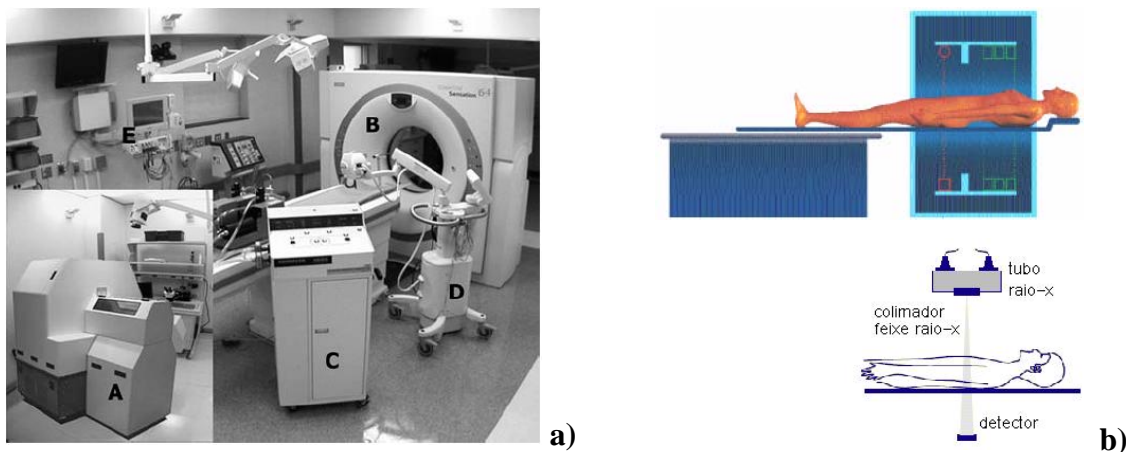 E
B
Sensation 64
D
C
A
a)
tubo
raio-x
colimador
feixe raio-x
detector
b)